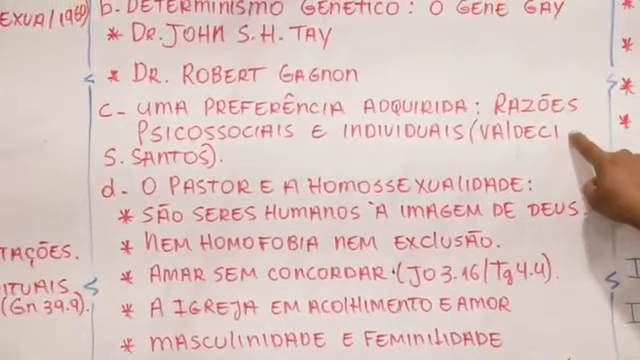 EXUA/1969)
b- DETERMINISMO GENÉTICO: O GENE GAY
* DR. JOHN S. H. TAY
* DR. ROBERT GAGNON
C- UMA PREFERÊNCIA ADQUIRIDA: RAZÕES
PSICOSSOCIAIS E INDIVIDUAIS (VALDECI
S. SANTOS).
d- O PASTOR E A HOMOSSEXUALIDADE:
* SÃO SERES HUMANOS À IMAGEM DE DEUS.
* NEM HOMOFOBIA NEM EXCLUSÃO.
TAÇÕES.
* AMAR SEM CONCORDAR (JO 3.16/Tg 4.4).
ITUAIS
(Gn 39.9).
* A IGREJA EM ACOLHIMENTO E AMOR
* MASCULINIDADE E FEMINILIDADE